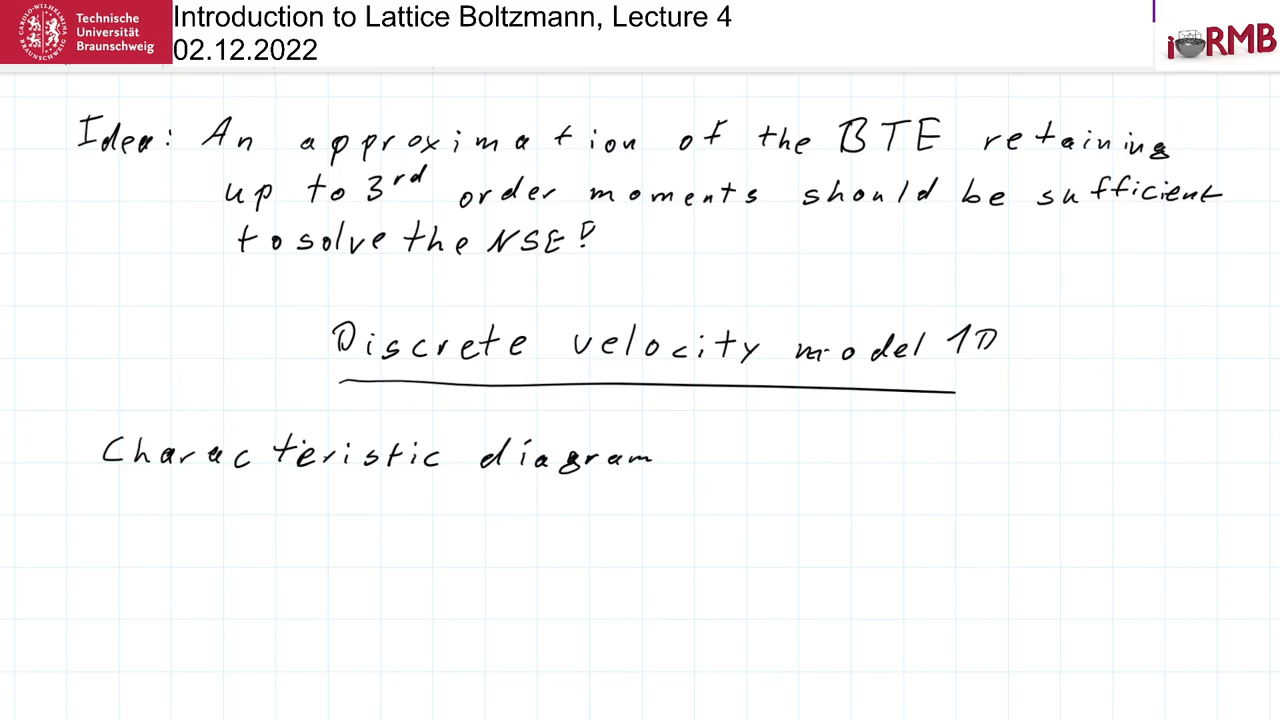 Technische
Universität
Braunschweig
Introduction to Lattice Boltzmann, Lecture 4
02.12.2022
iRMB
Idea: An approximation of the BTE retaining
up to 3rd order moments should be sufficient
to solve the NSE!
Discrete velocity model 1D
Characteristic diagram